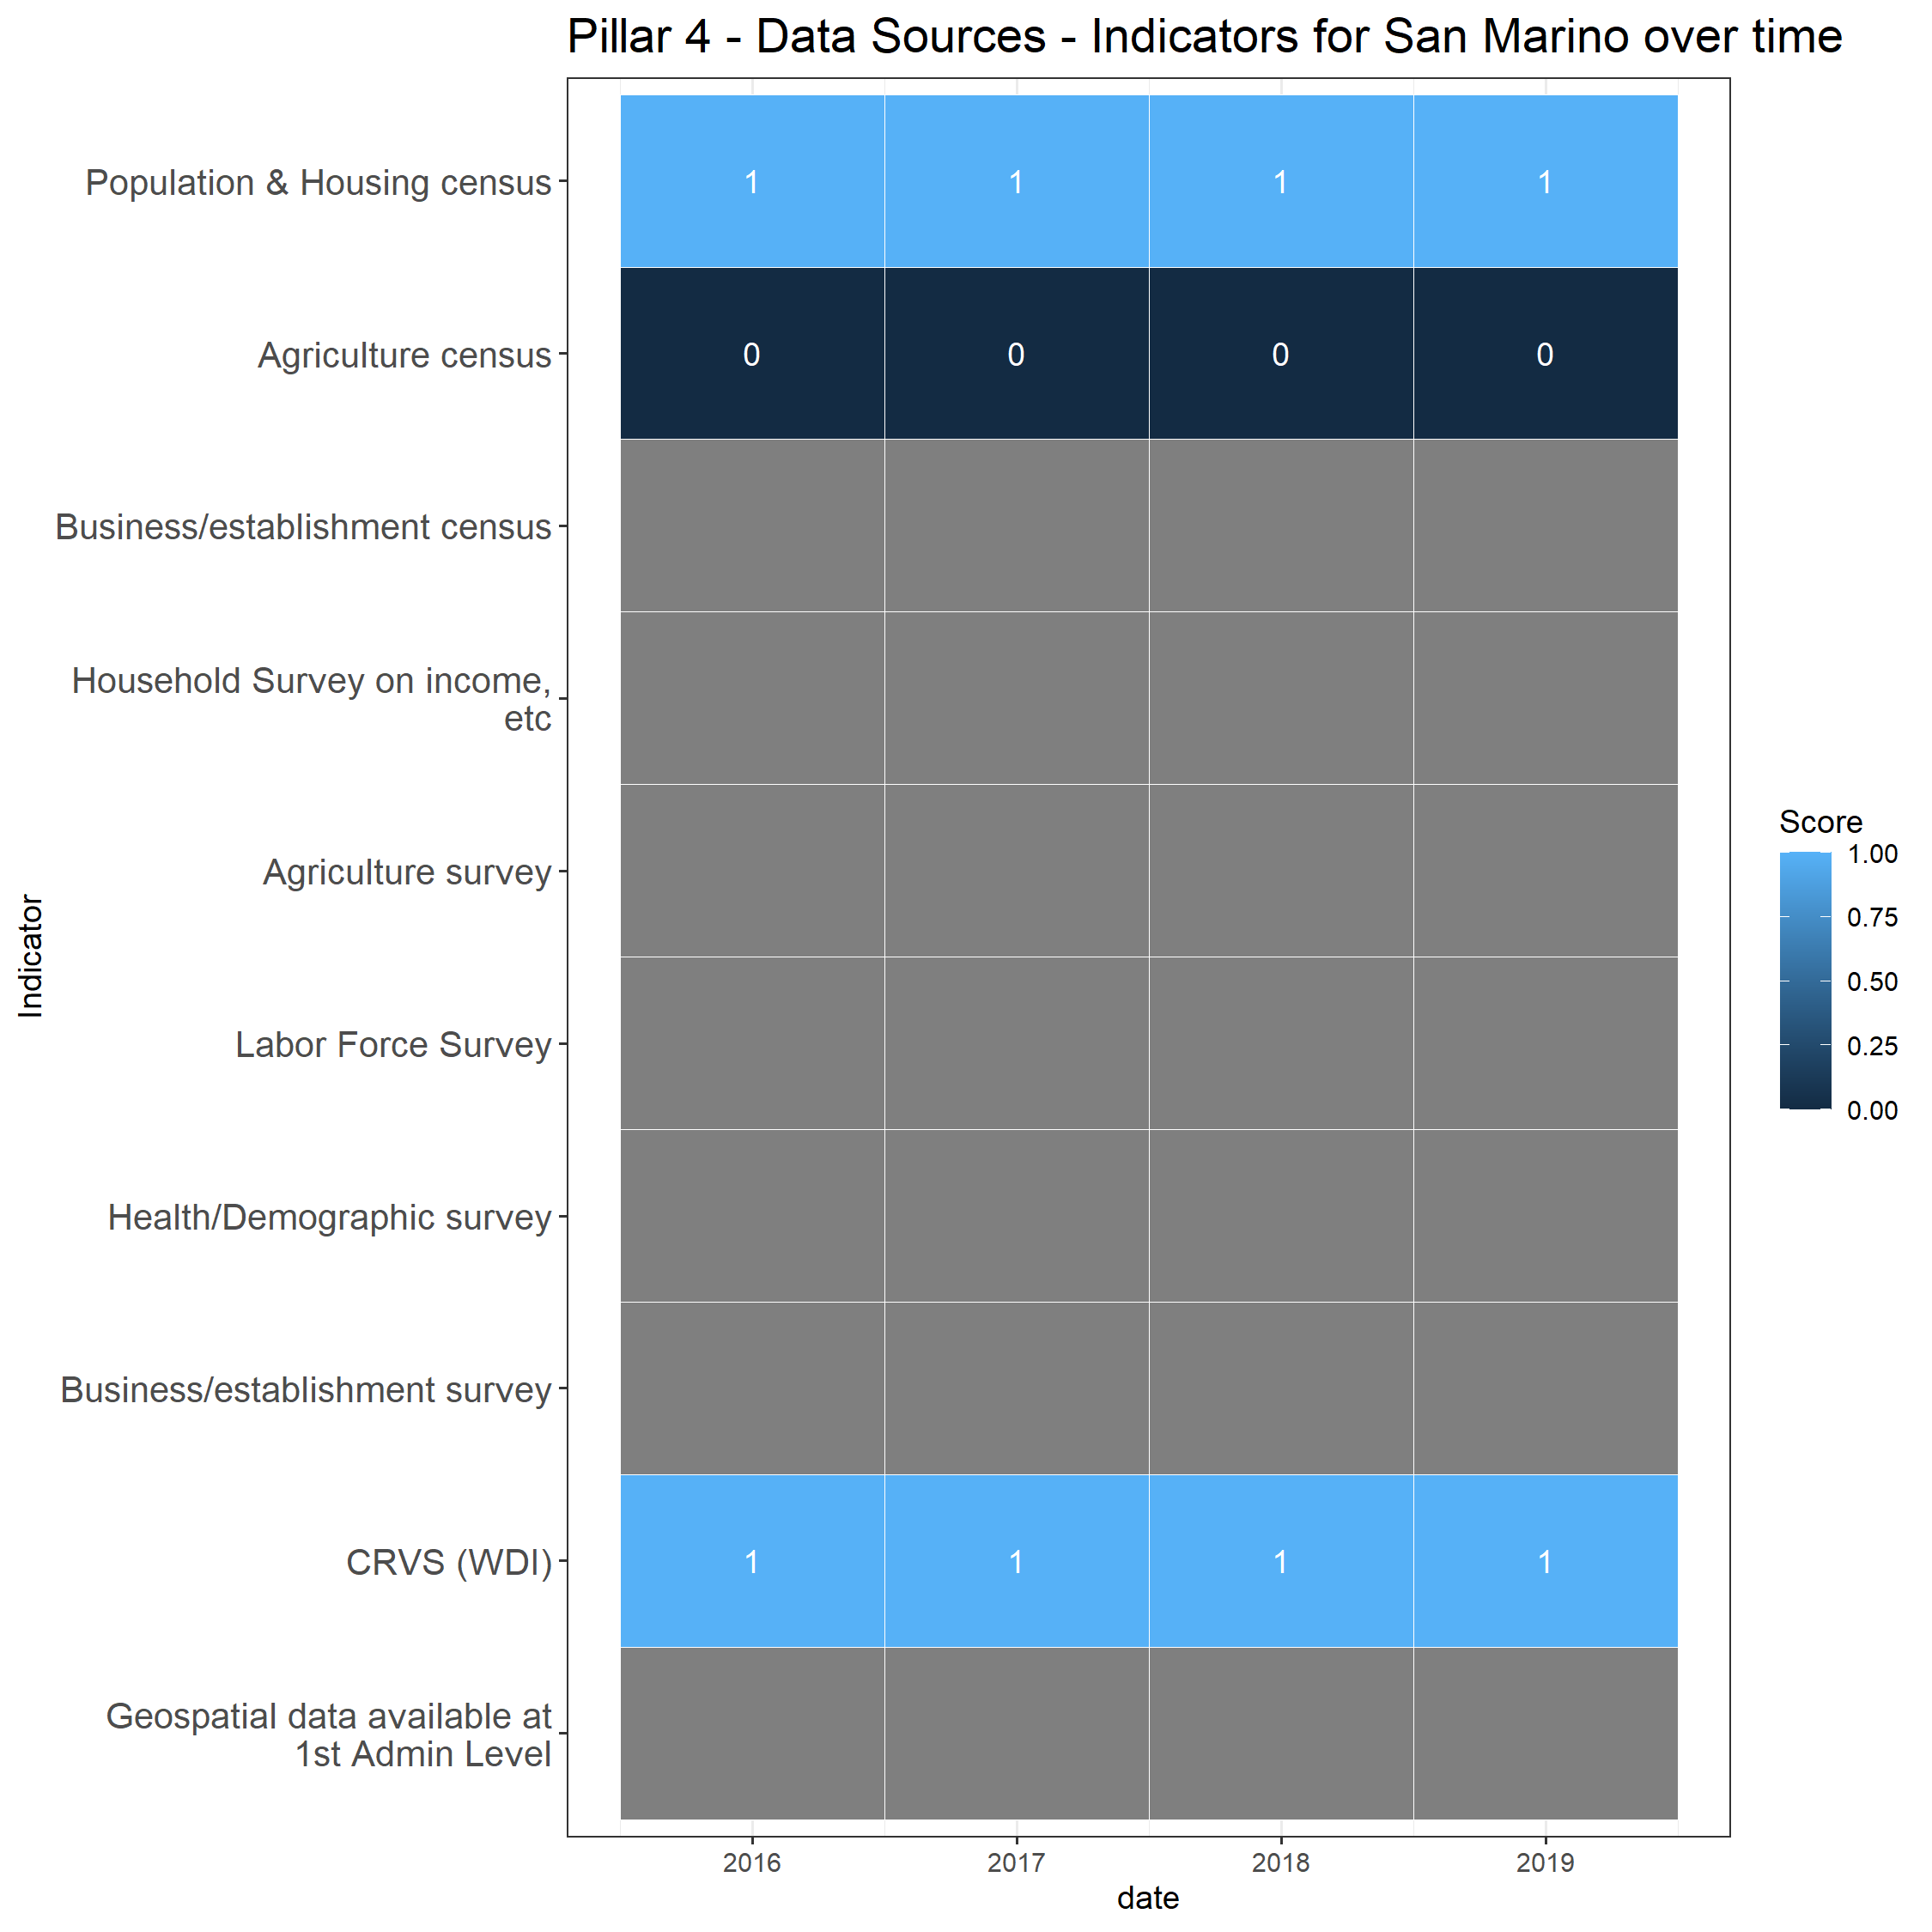 Pillar 4 - Data Sources - Indicators for San Marino over time
Indicator
Population & Housing census
1 1 1 1
Agriculture census
0 0 0 0
Business/establishment census
Household Survey on income,
etc
Agriculture survey
Labor Force Survey
Health/Demographic survey
Business/establishment survey
CRVS (WDI)
1 1 1 1
Geospatial data available at
1st Admin Level
2016 2017 2018 2019
date
Score
1.00
0.75
0.50
0.25
0.00